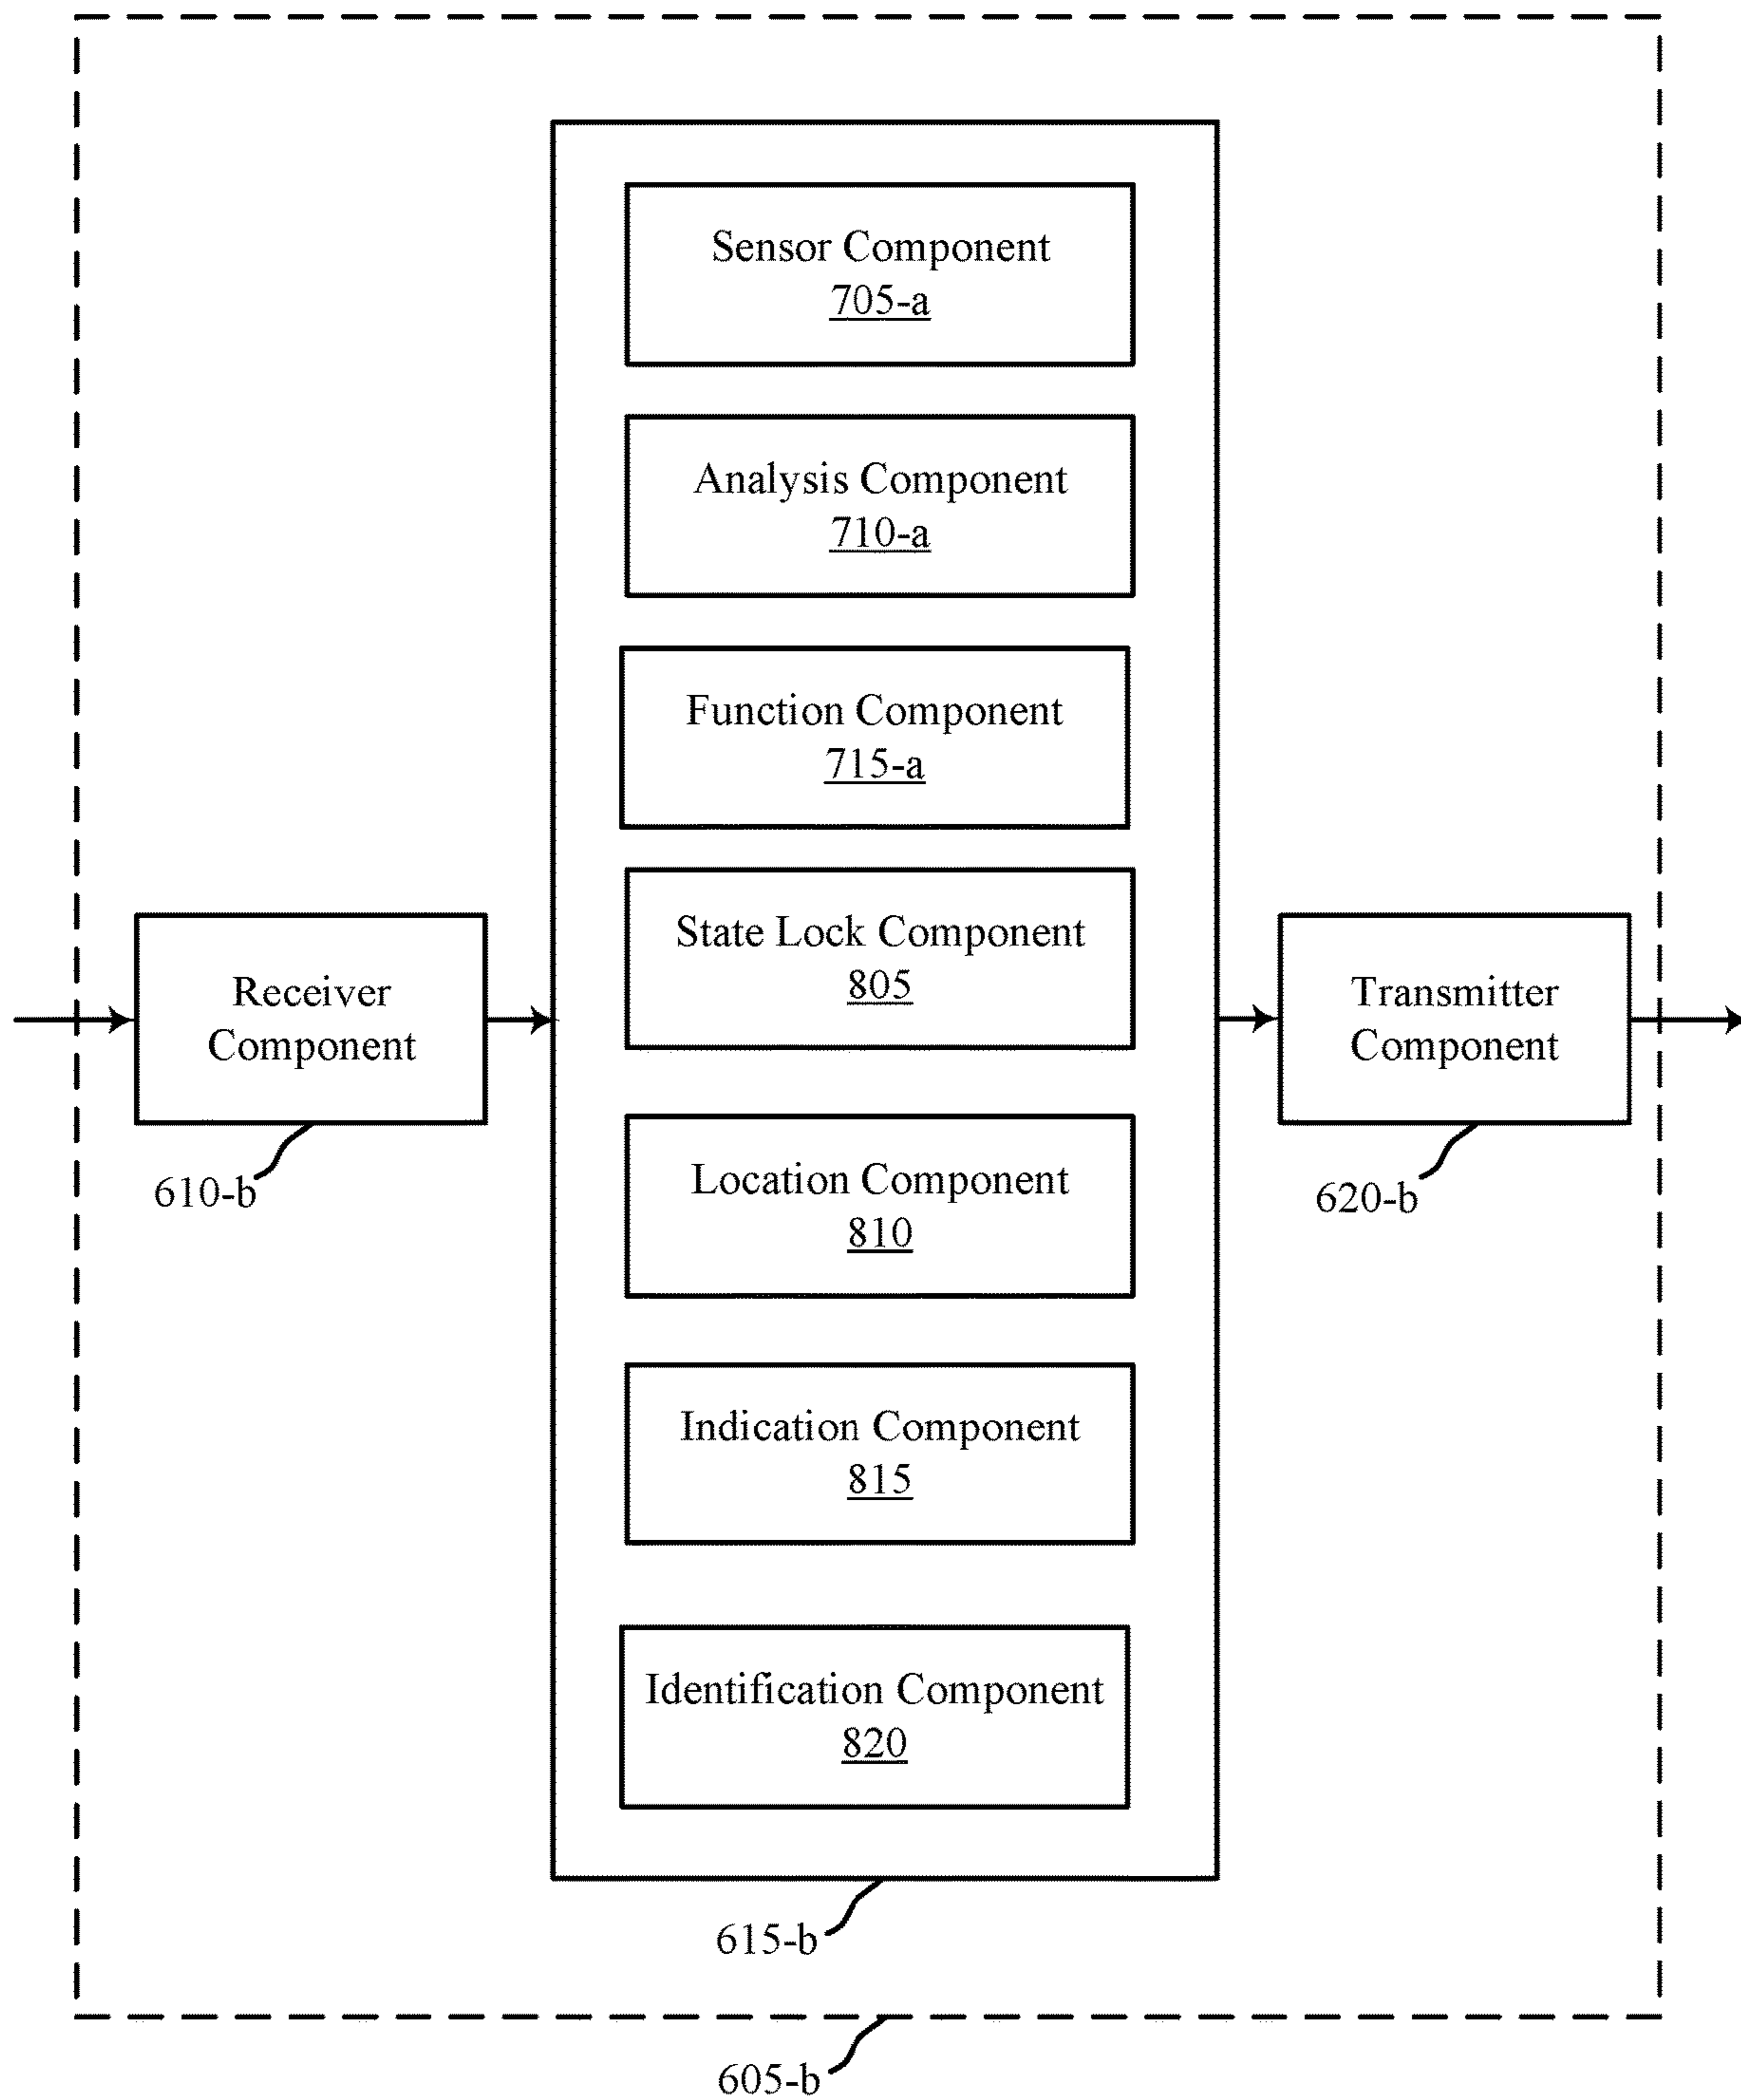 Sensor Component
705-a
Analysis Component
710-a
Function Component
715-a
State Lock Component
805
Receiver
Component
610-b
Transmitter
Component
620-b
Location Component
810
Indication Component
815
Identification Component
820
615-b
605-b